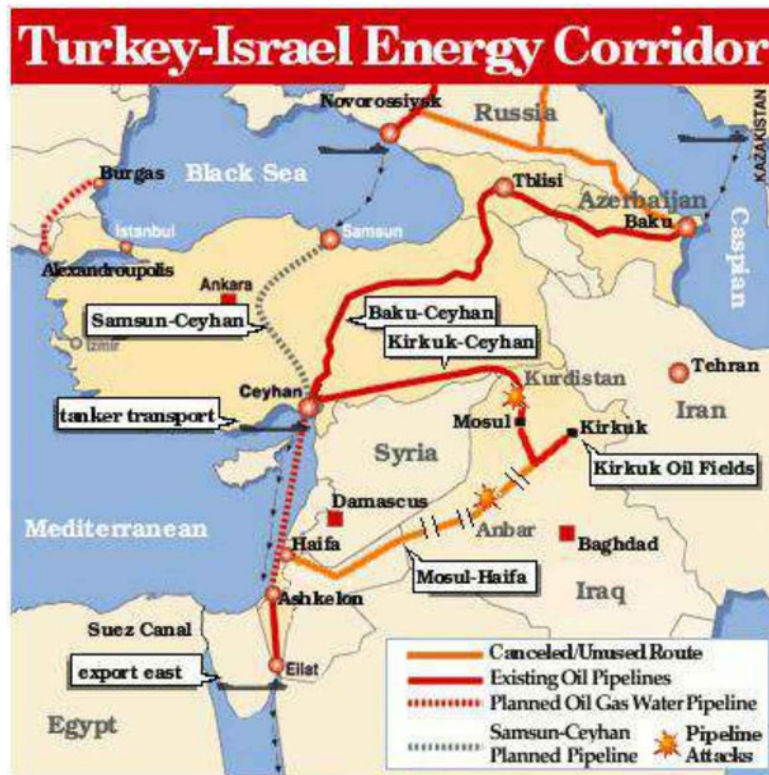 Turkey-Israel Energy Corridor
Novorossiysk
Russia
KAZAKISTAN
Burgas
Black Sea
Tblisi
Azerbaijan
Baku
Caspian
Istanbul
Samsun
Alexandroupolis
Ankara
Samsun-Ceyhan
Baku-Ceyhan
Izmir
Kirkuk-Ceyhan
Tehran
Ceyhan
Kurdistan
Iran
tanker transport
Mosul
Kirkuk
Syria
Kirkuk Oil Fields
Damascus
Mediterranean
Anbar
Baghdad
Haifa
Mosul-Haifa
Ashkelon
Iraq
Suez Canal
export east
Eilat
Egypt
Canceled/Unused Route
Existing Oil Pipelines
Planned Oil Gas Water Pipeline
Samsun-Ceyhan
Planned Pipeline
Pipeline
Attacks